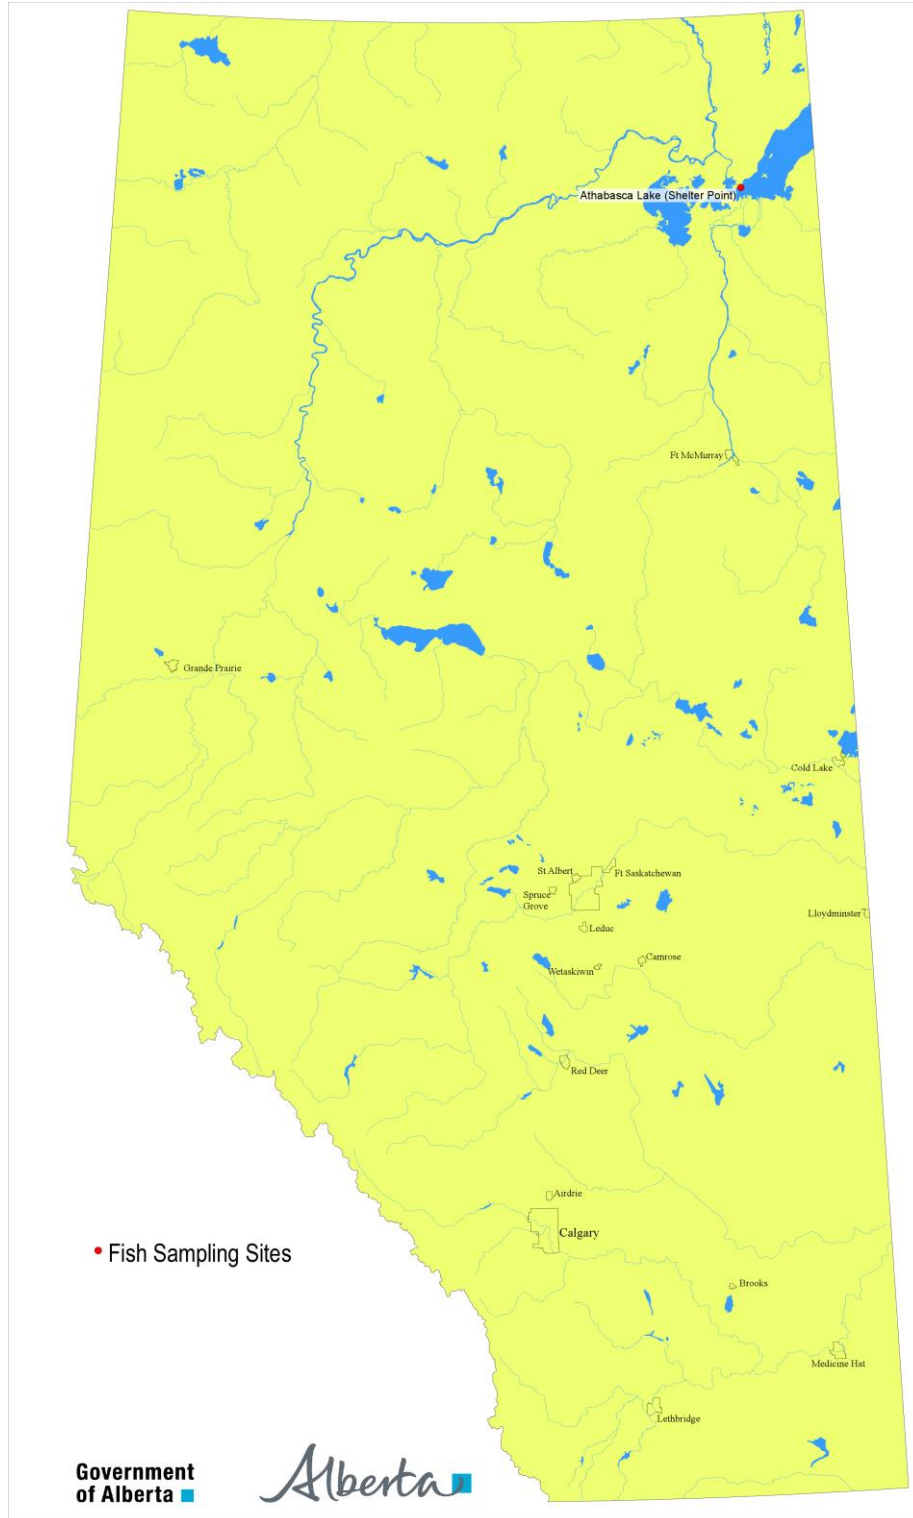 Athabasca Lake (Shelter Point)
Ft McMurray
Grande Prairie
Cold Lake
St Albert
Ft Saskatchewan
Spruce
Grove
Lloydminster
Leduc
Camrose
Wetaskiwin
Red Deer
Airdrie
Calgary
Fish Sampling Sites
Brooks
Medicine Hat
Lethbridge
Government
of Alberta
Alberta